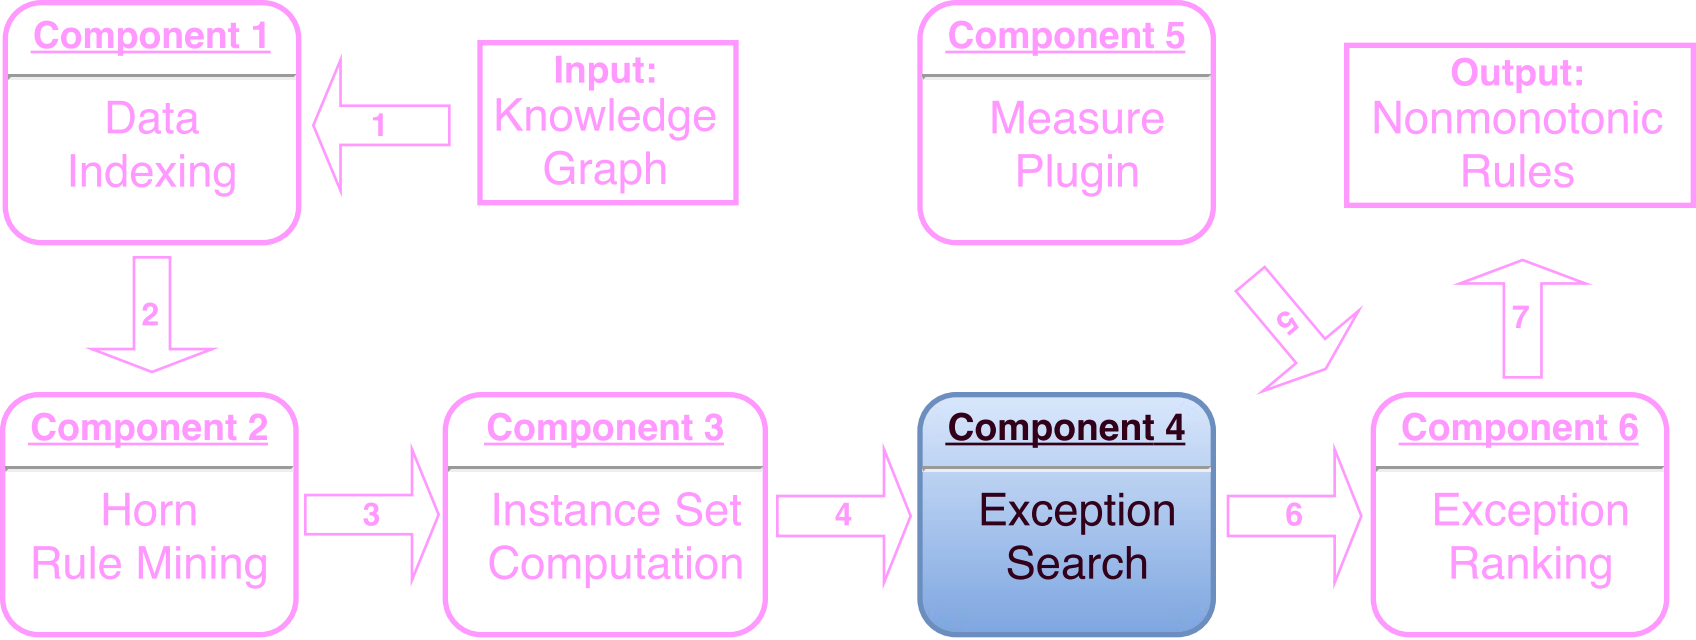 Component 1
Data
Indexing
1
Input:
Knowledge
Graph
Component 5
Measure
Plugin
Output:
Nonmonotonic
Rules
2
5
7
Component 2
Horn
Rule Mining
3
Component 3
Instance Set
Computation
4
Component 4
Exception
Search
6
Component 6
Exception
Ranking